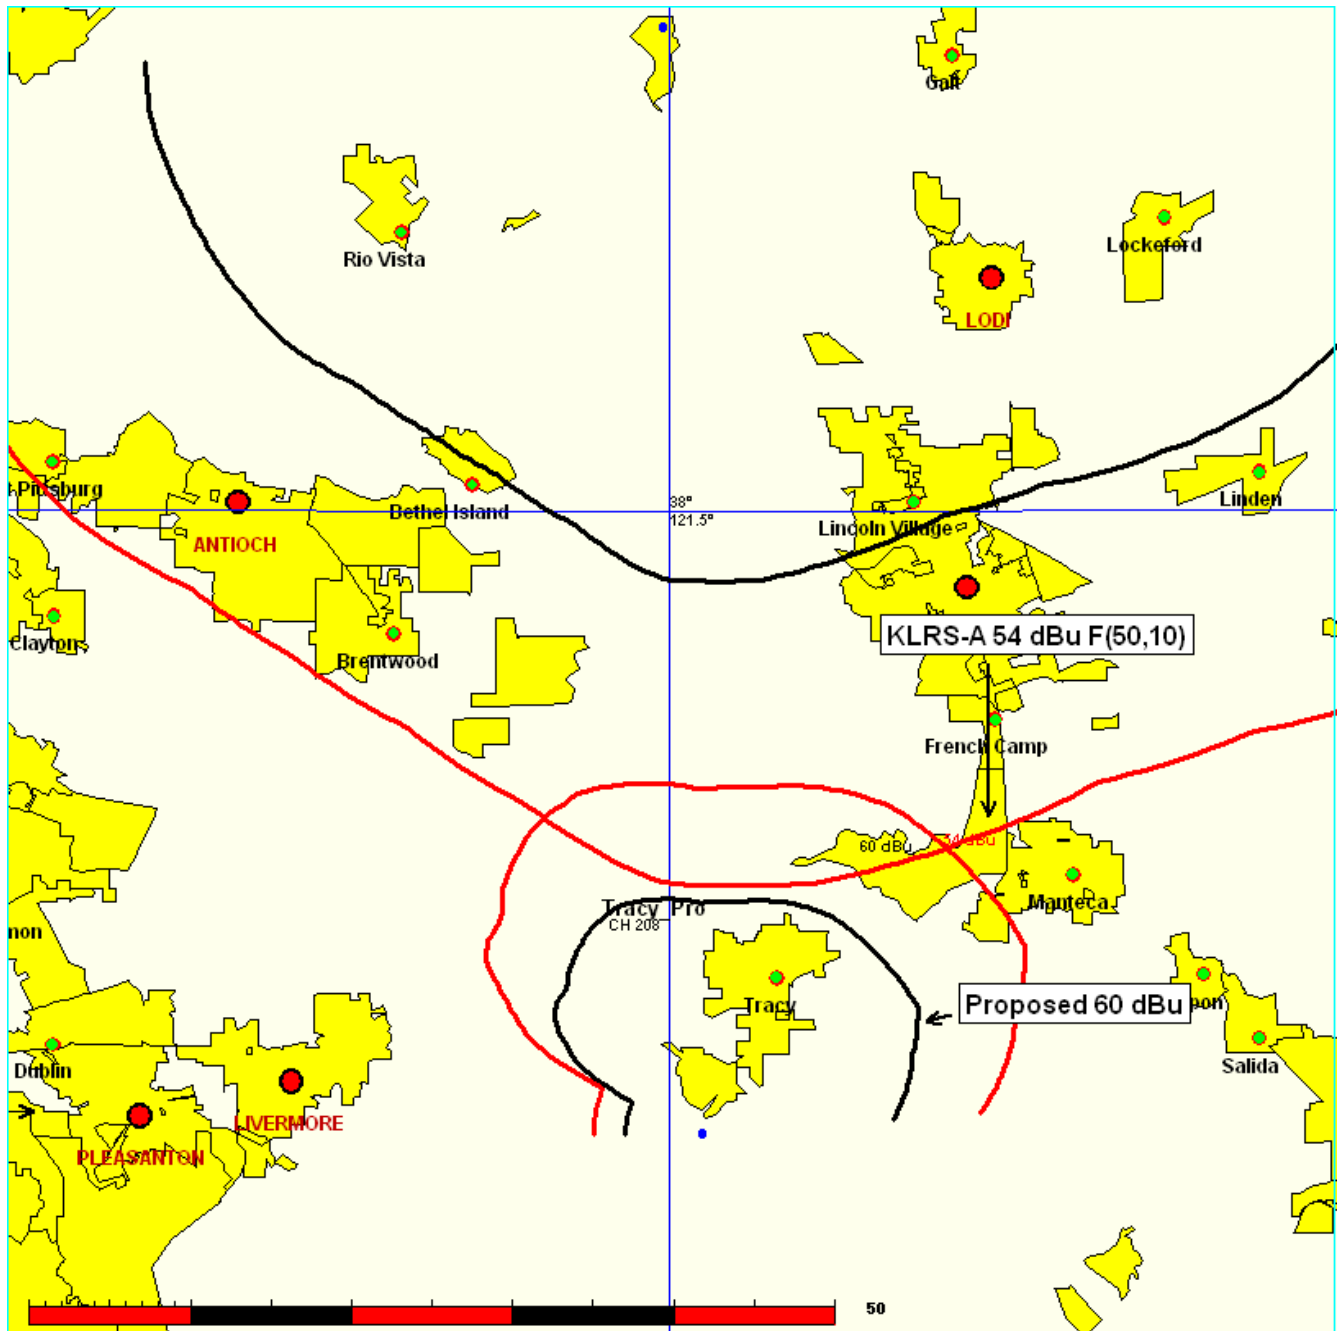 Galt
Lockeford
Rio Vista
LODI
Pittsburg
Bethel Island
38°
121.5°
Lincoln Village
Linden
ANTIOCH
KLRS-A 54 dBu F(50,10)
Clayton
Brentwood
French Camp
60 dBu
54 dBu
Manteca
Tracy Pro
CH 208
mon
Tracy
Proposed 60 dBu
pon
Dublin
Salida
LIVERMORE
PLEASANTON
50